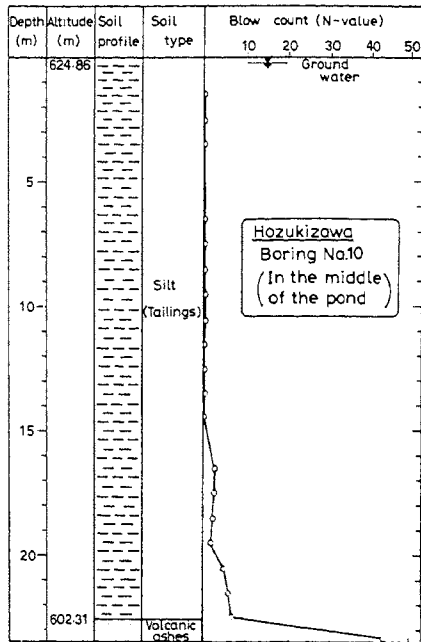 Depth Altitude Soil Soil Blow count (N-value)
(m) (m) profile type 10 20 30 40 50
624.86
Ground
water
5
Hozukizawa
Boring No.10
(In the middle
of the pond)
Silt
10
(Tailings)
15
20
602.31
Volcanic
ashes